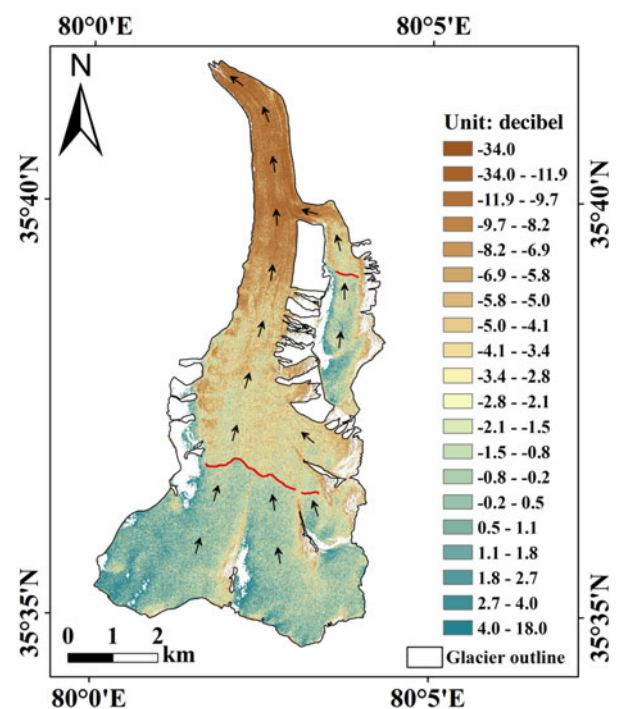 80°0'E 80°5'E
N
Unit: decibel
-34.0
-34.0 - -11.9
-11.9 - -9.7
-9.7 - -8.2
-8.2 - -6.9
-6.9 - -5.8
-5.8 - -5.0
-5.0 - -4.1
-4.1 - -3.4
-3.4 - -2.8
-2.8 - -2.1
-2.1 - -1.5
-1.5 - -0.8
-0.8 - -0.2
-0.2 - 0.5
0.5 - 1.1
1.1 - 1.8
1.8 - 2.7
2.7 - 4.0
4.0 - 18.0
Glacier outline
35°40'N 35°40'N
35°35'N 35°35'N
0 1 2
km
80°0'E 80°5'E